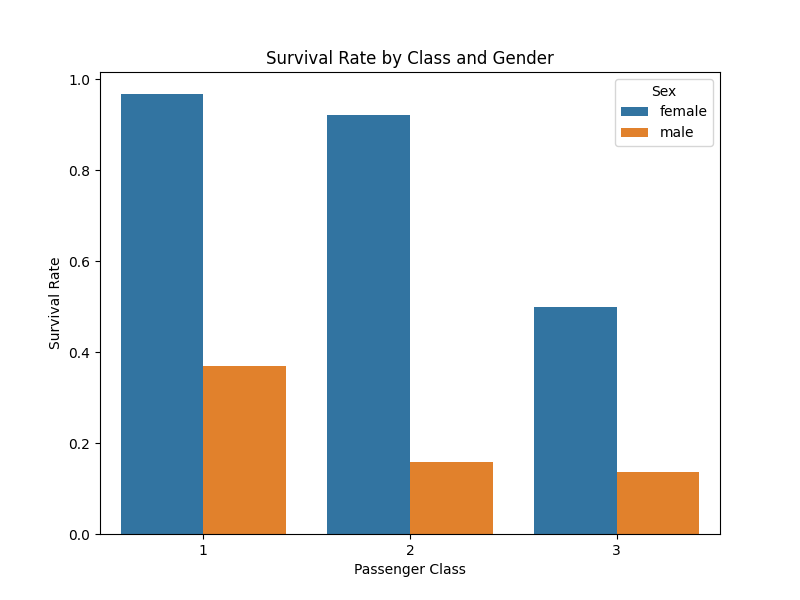 Survival Rate by Class and Gender
Sex
female
male
1.0
0.8
0.6
0.4
0.2
0.0
Survival Rate
1 2 3
Passenger Class